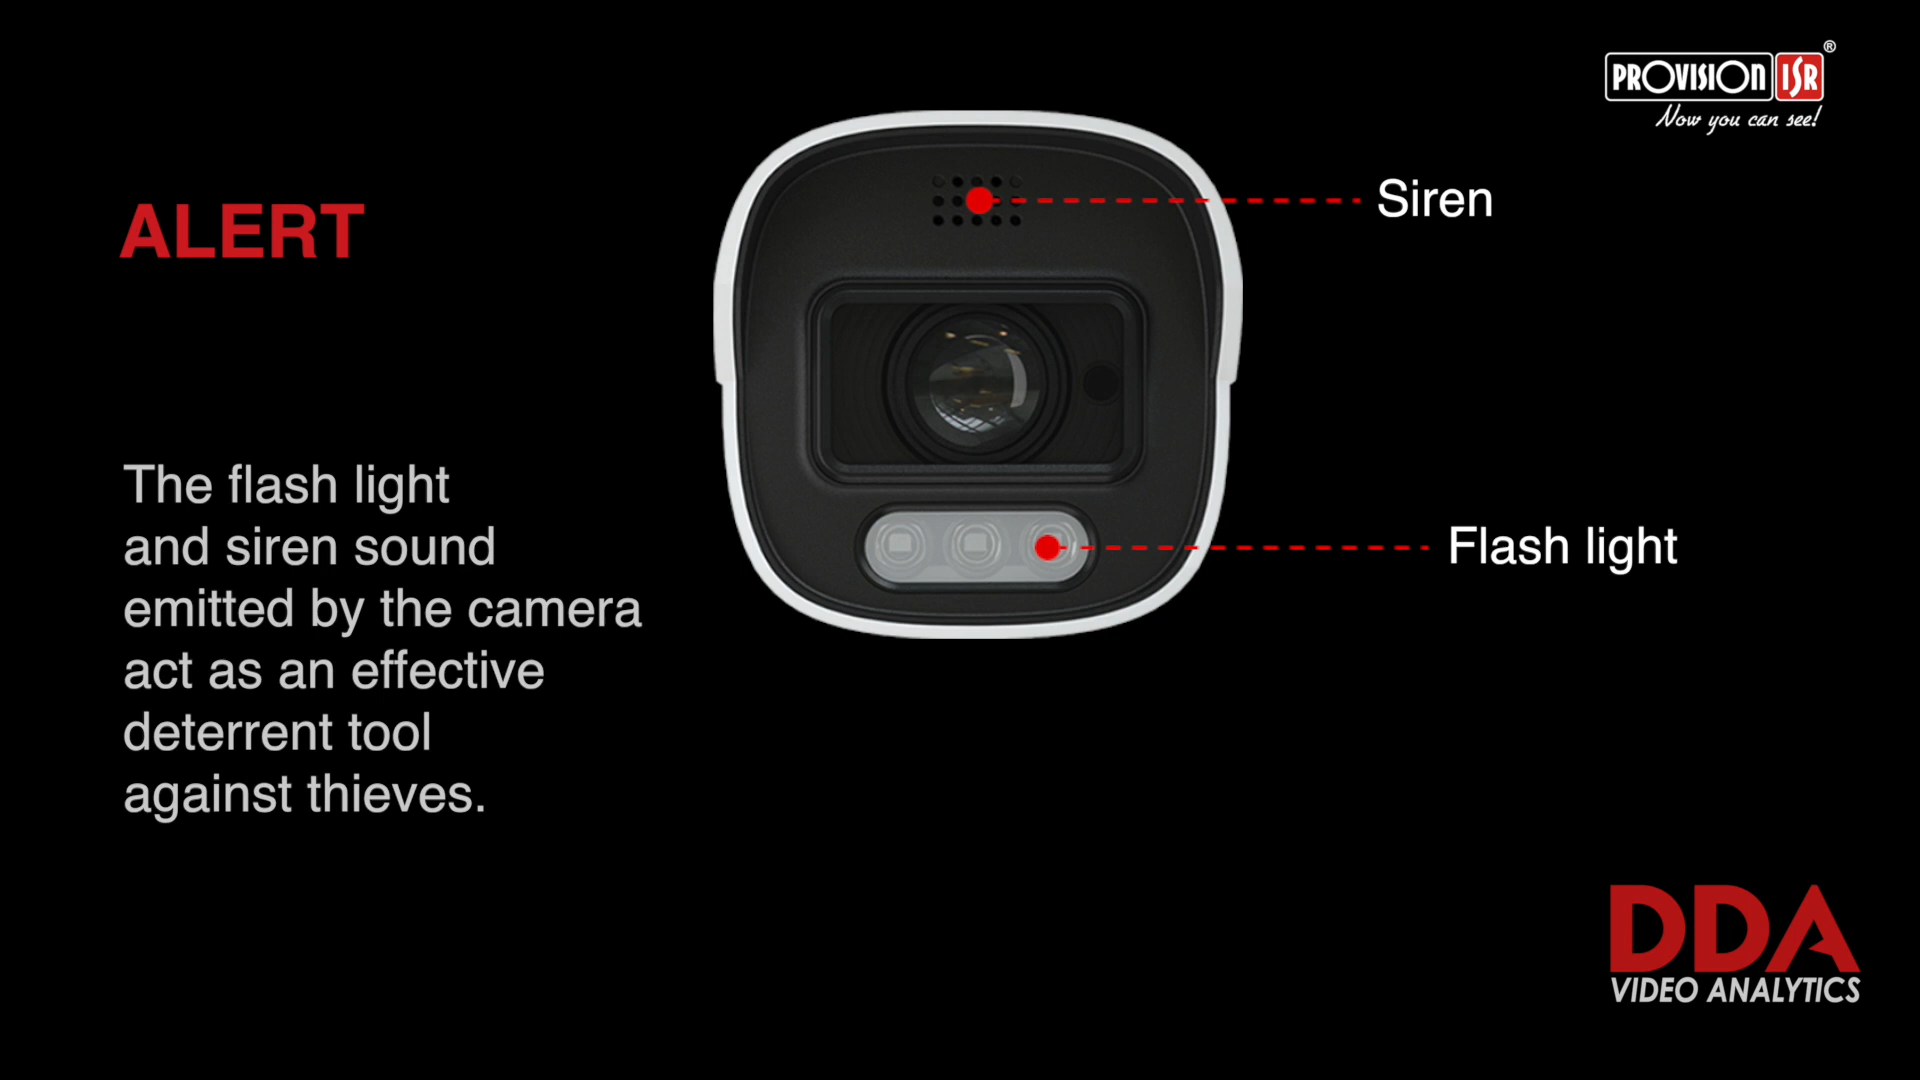 PROVISION ISR®
Now you can see!
ALERT
Siren
The flash light
and siren sound
emitted by the camera
act as an effective
deterrent tool
against thieves.
Flash light
DDA
VIDEO ANALYTICS